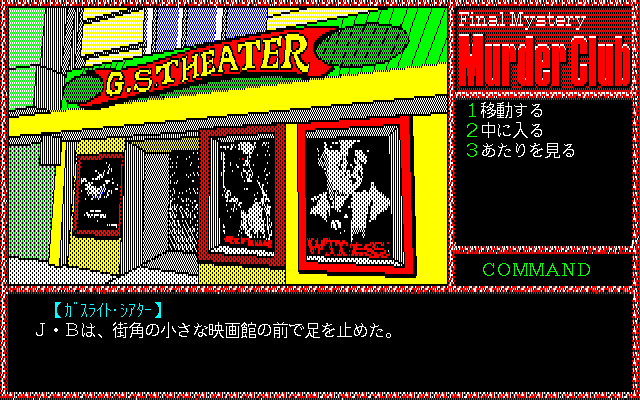 G.S.THEATER
WITNESS
Final Mystery
Murder Club
1移動する
2中に入る
3あたりを見る
COMMAND
【ｶﾞｽﾗｲﾄ･ｼｱﾀｰ】
J・Bは、街角の小さな映画館の前で足を止めた。